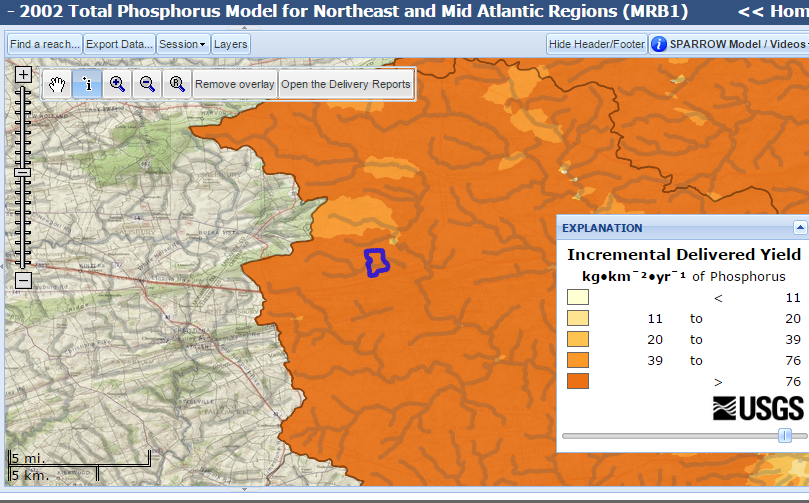 - 2002 Total Phosphorus Model for Northeast and Mid Atlantic Regions (MRB1) << Hom
Find a reach... Export Data... Session Layers Hide Header/Footer i SPARROW Model / Videos
i R Remove overlay Open the Delivery Reports
EXPLANATION
Incremental Delivered Yield
kg•km⁻²•yr⁻¹ of Phosphorus
< 11
11 to 20
20 to 39
39 to 76
> 76
USGS
5 mi.
5 km.